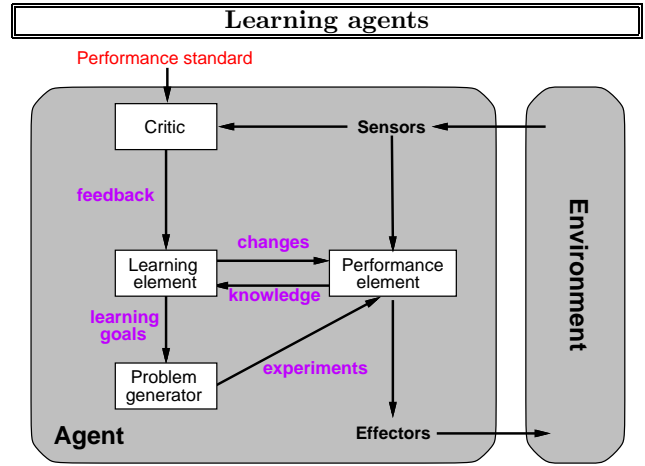 Learning agents
Performance standard
Critic
Sensors
feedback
changes
Learning
element
Performance
element
knowledge
learning
goals
experiments
Problem
generator
Agent
Effectors
Environment